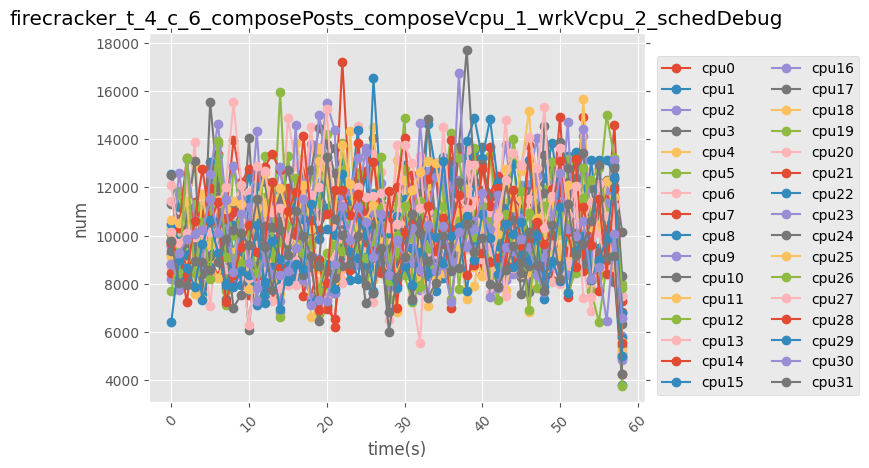 firecracker_t_4_c_6_composePosts_composeVcpu_1_wrkVcpu_2_schedDebug
18000
16000
14000
12000
10000
8000
6000
4000
num
0
10
20
30
40
50
60
time(s)
cpu0
cpu1
cpu2
cpu3
cpu4
cpu5
cpu6
cpu7
cpu8
cpu9
cpu10
cpu11
cpu12
cpu13
cpu14
cpu15
cpu16
cpu17
cpu18
cpu19
cpu20
cpu21
cpu22
cpu23
cpu24
cpu25
cpu26
cpu27
cpu28
cpu29
cpu30
cpu31